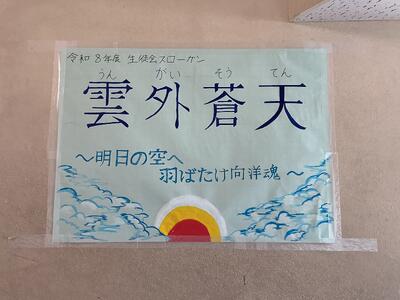 令和8年度 生徒会スローガン
うん がい そう てん
雲外蒼天
～明日の空へ
羽ばたけ向洋魂～